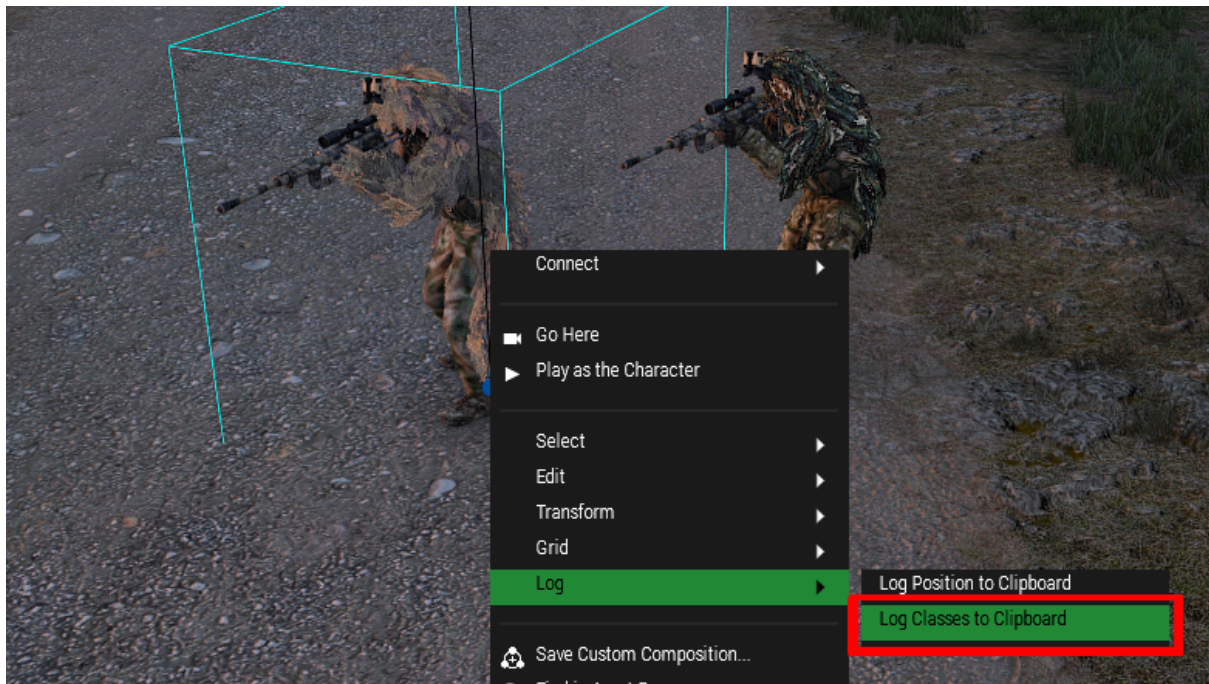 Connect
Go Here
Play as the Character
Select
Edit
Transform
Grid
Log
Log Position to Clipboard
Log Classes to Clipboard
Save Custom Composition...